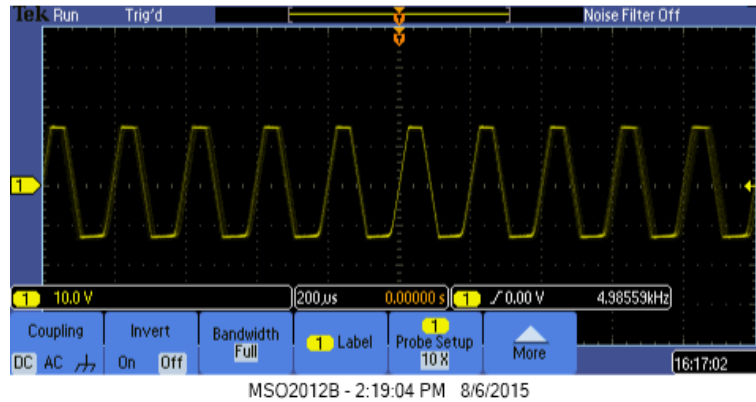 Tek Run Trig'd Noise Filter Off
T
T
1
1 10.0 V 200µs 0.00000 s 1 ∫ 0.00 V 4.98559kHz
Coupling Invert Bandwidth 1 Label 1 More
Full Probe Setup
DC AC On Off 10 X
16:17:02
MSO2012B - 2:19:04 PM 8/6/2015